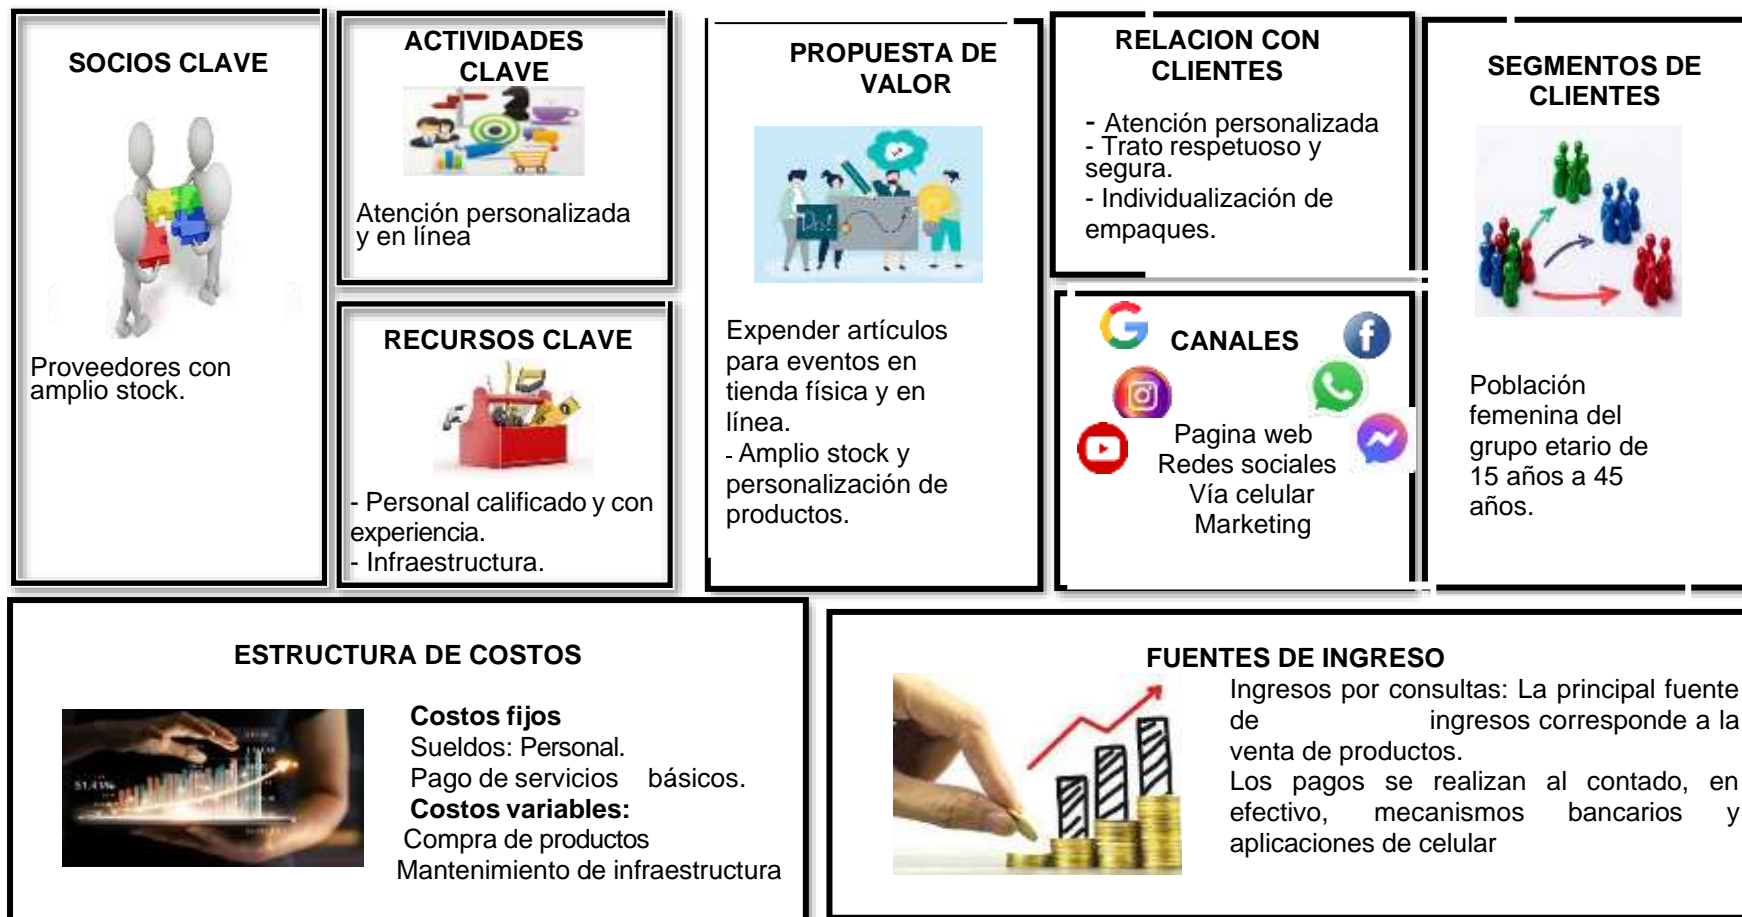 SOCIOS CLAVE
Proveedores con
amplio stock.
ACTIVIDADES
CLAVE
Atención personalizada
y en línea
RECURSOS CLAVE
- Personal calificado y con
experiencia.
- Infraestructura.
PROPUESTA DE
VALOR
Expender artículos
para eventos en
tienda física y en
línea.
- Amplio stock y
personalización de
productos.
RELACION CON
CLIENTES
- Atención personalizada
- Trato respetuoso y
segura.
- Individualización de
empaques.
CANALES
Pagina web
Redes sociales
Vía celular
Marketing
SEGMENTOS DE
CLIENTES
Población
femenina del
grupo etario de
15 años a 45
años.
ESTRUCTURA DE COSTOS
51.41%
Costos fijos
Sueldos: Personal.
Pago de servicios básicos.
Costos variables:
Compra de productos
Mantenimiento de infraestructura
FUENTES DE INGRESO
Ingresos por consultas: La principal fuente
de ingresos corresponde a la
venta de productos.
Los pagos se realizan al contado, en
efectivo, mecanismos bancarios y
aplicaciones de celular